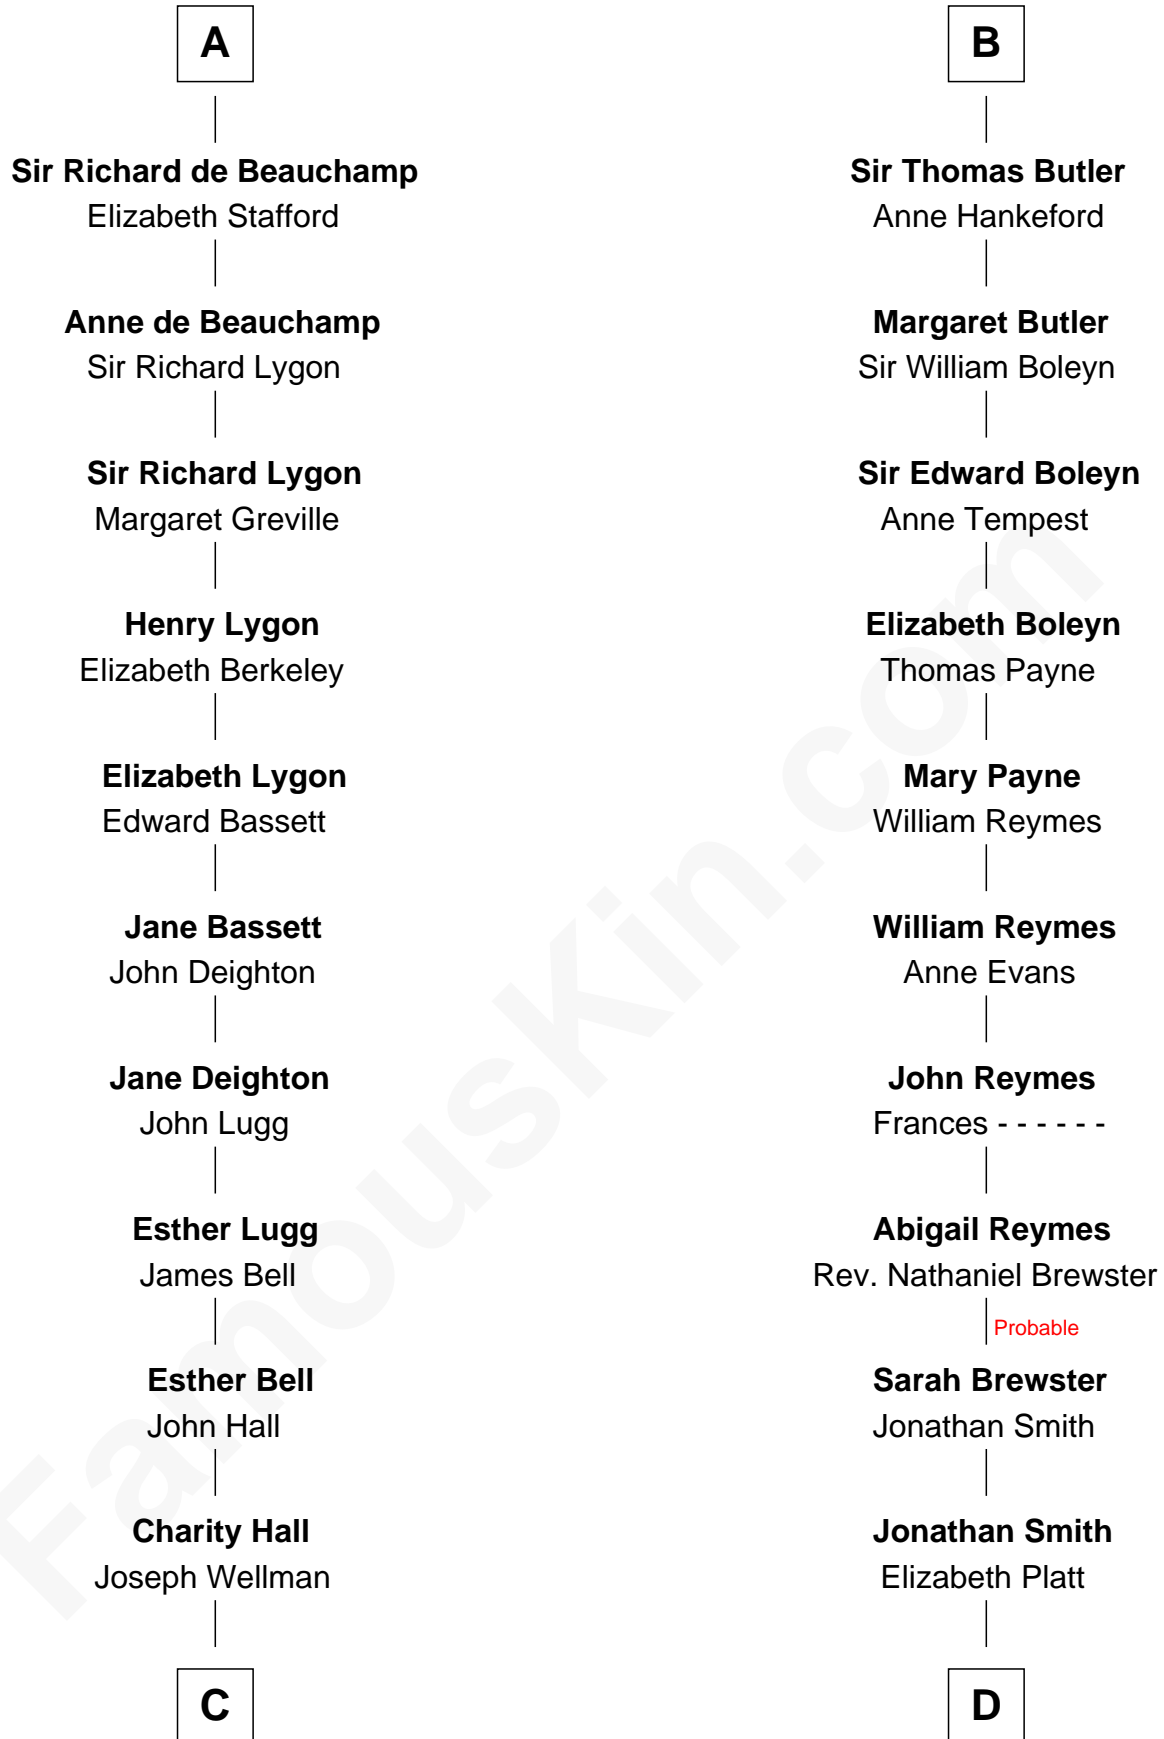 A
Sir Richard de Beauchamp
Elizabeth Stafford
Anne de Beauchamp
Sir Richard Lygon
Sir Richard Lygon
Margaret Greville
Henry Lygon
Elizabeth Berkeley
Elizabeth Lygon
Edward Bassett
Jane Bassett
John Deighton
Jane Deighton
John Lugg
Esther Lugg
James Bell
Esther Bell
John Hall
Charity Hall
Joseph Wellman
C
B
Sir Thomas Butler
Anne Hankeford
Margaret Butler
Sir William Boleyn
Sir Edward Boleyn
Anne Tempest
Elizabeth Boleyn
Thomas Payne
Mary Payne
William Reymes
William Reymes
Anne Evans
John Reymes
Frances - - - - - -
Abigail Reymes
Rev. Nathaniel Brewster
Probable
Sarah Brewster
Jonathan Smith
Jonathan Smith
Elizabeth Platt
D
FamousKin.com